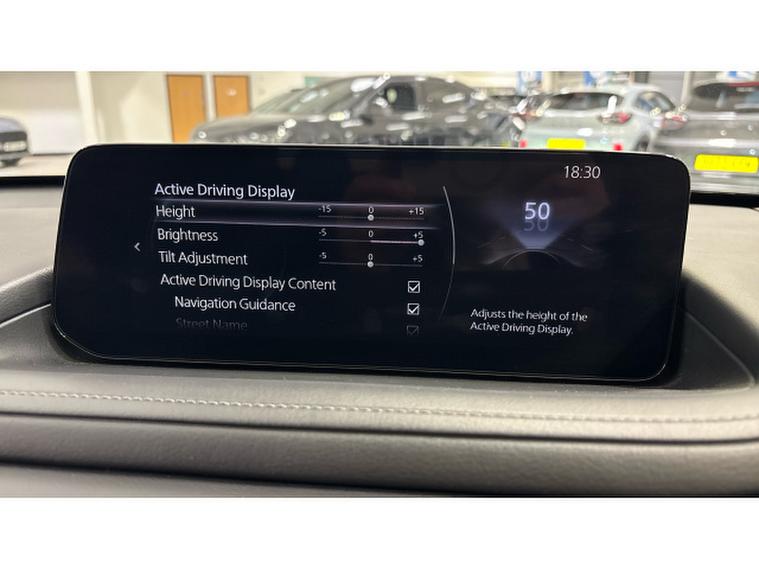 18:30
Active Driving Display
Height -15 0 +15
Brightness -5 0 +5
Tilt Adjustment -5 0 +5
Active Driving Display Content
Navigation Guidance
Street Name
50
50
Adjusts the height of the
Active Driving Display.